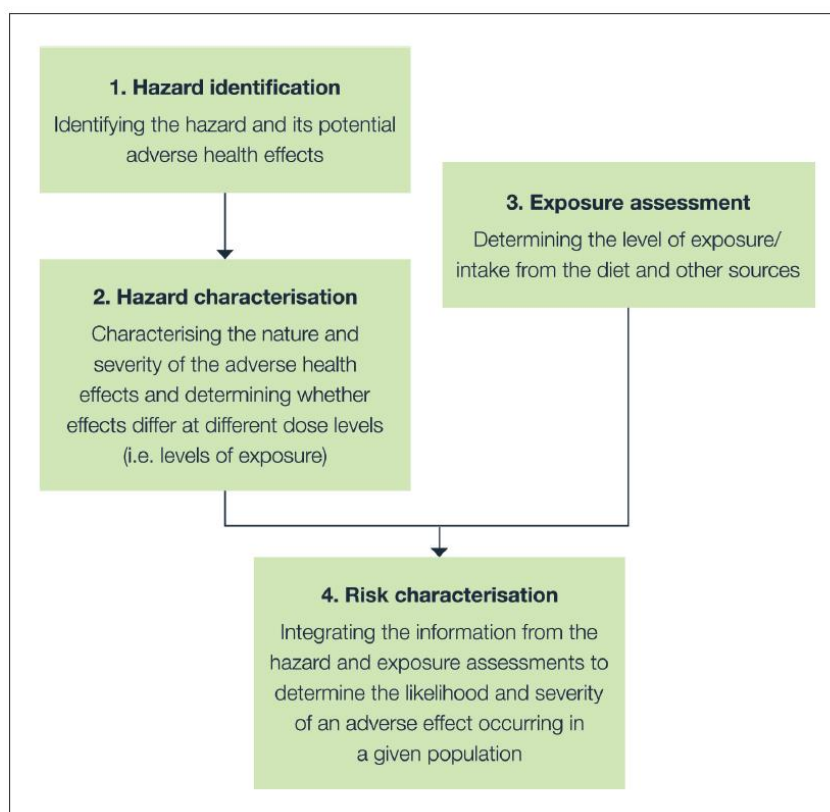 1. Hazard identification
Identifying the hazard and its potential
adverse health effects
2. Hazard characterisation
Characterising the nature and
severity of the adverse health
effects and determining whether
effects differ at different dose levels
(i.e. levels of exposure)
3. Exposure assessment
Determining the level of exposure/
intake from the diet and other sources
4. Risk characterisation
Integrating the information from the
hazard and exposure assessments to
determine the likelihood and severity
of an adverse effect occurring in
a given population